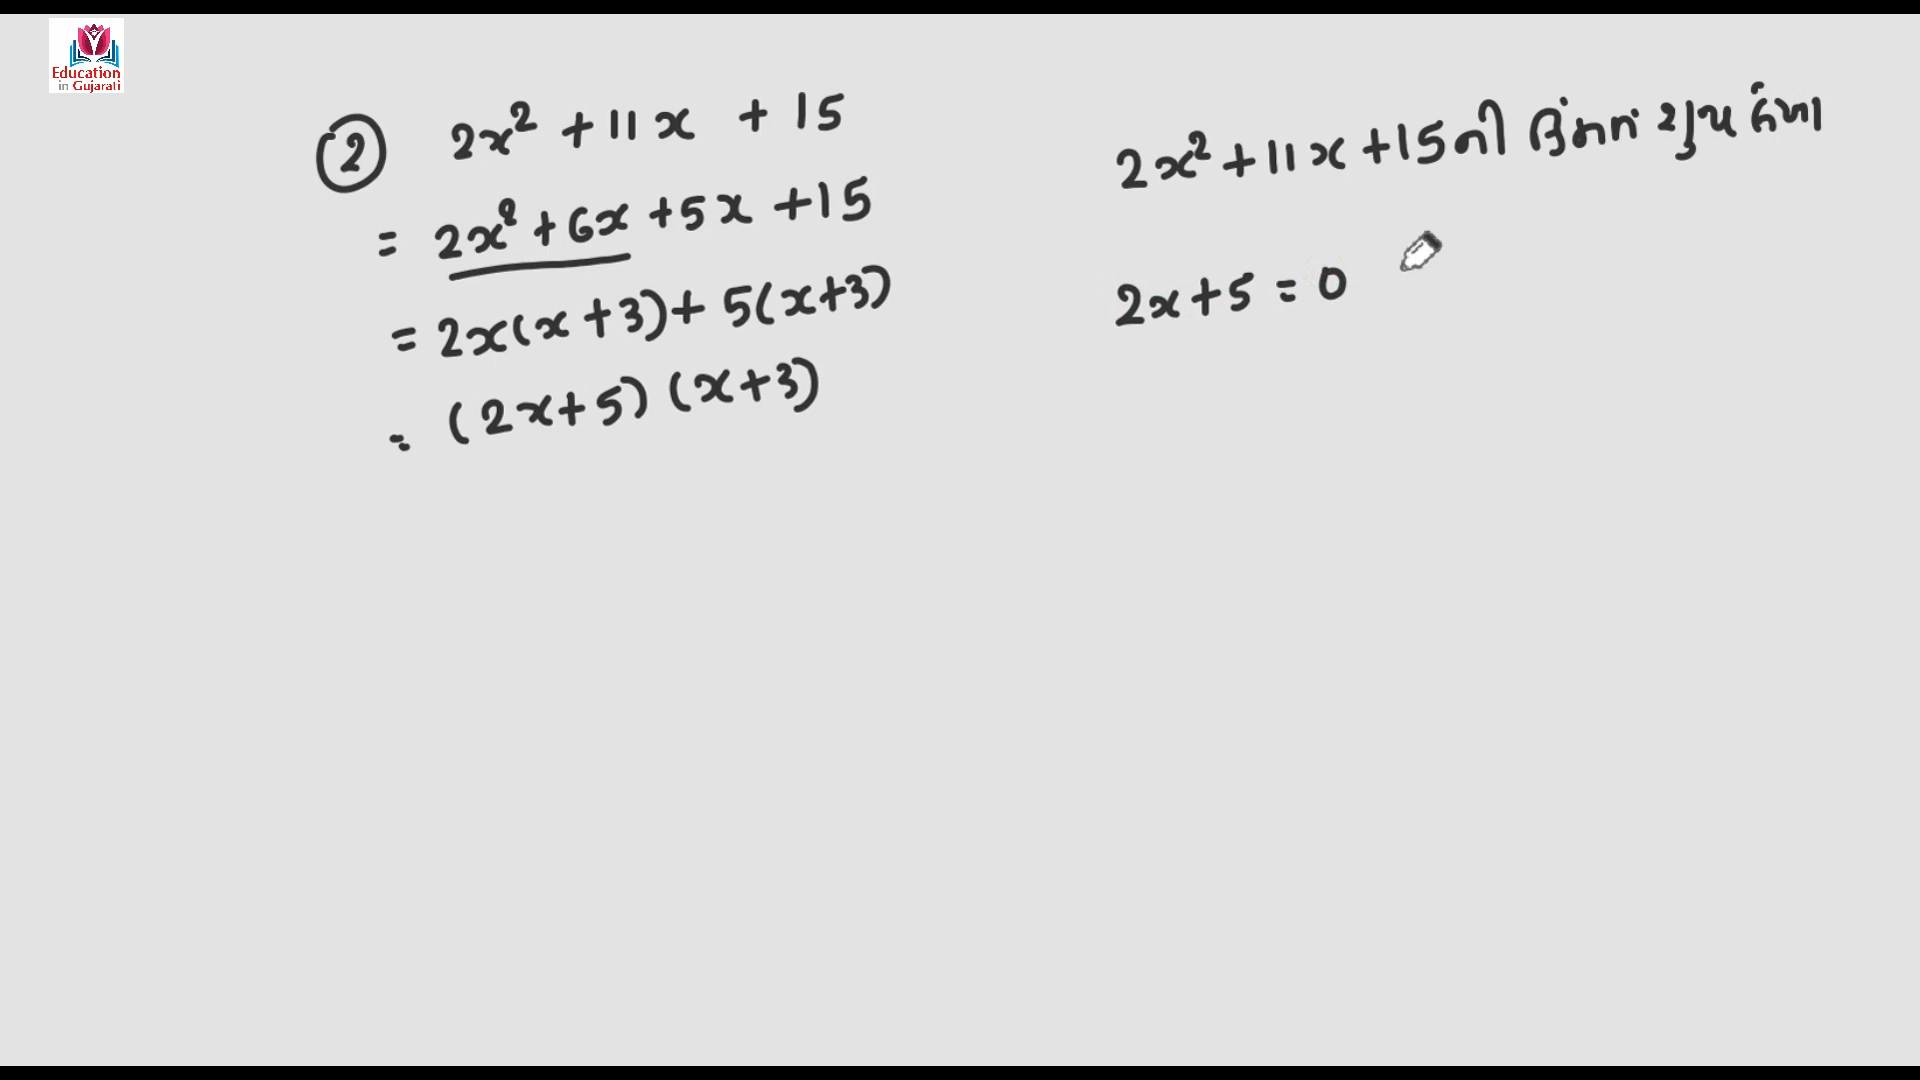 Education
in Gujarati
② 2x² + 11x + 15
= 2x² + 6x + 5x + 15
= 2x(x+3) + 5(x+3)
= (2x+5) (x+3)
2x² + 11x + 15 ની કિંમત શૂન્ય
2x + 5 = 0